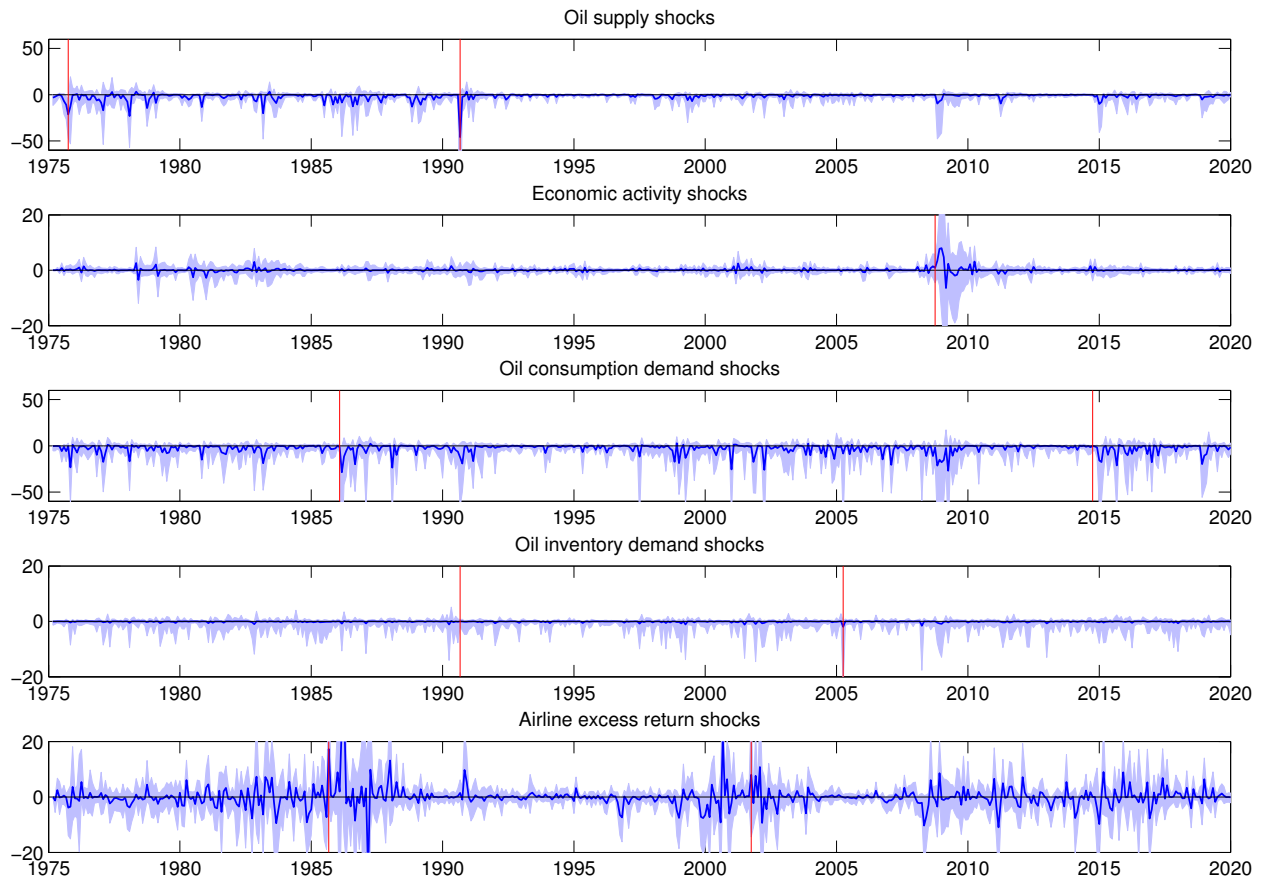 Oil supply shocks
50
0
−50
1975 1980 1985 1990 1995 2000 2005 2010 2015 2020
Economic activity shocks
20
0
−20
1975 1980 1985 1990 1995 2000 2005 2010 2015 2020
Oil consumption demand shocks
50
0
−50
1975 1980 1985 1990 1995 2000 2005 2010 2015 2020
Oil inventory demand shocks
20
0
−20
1975 1980 1985 1990 1995 2000 2005 2010 2015 2020
Airline excess return shocks
20
0
−20
1975 1980 1985 1990 1995 2000 2005 2010 2015 2020